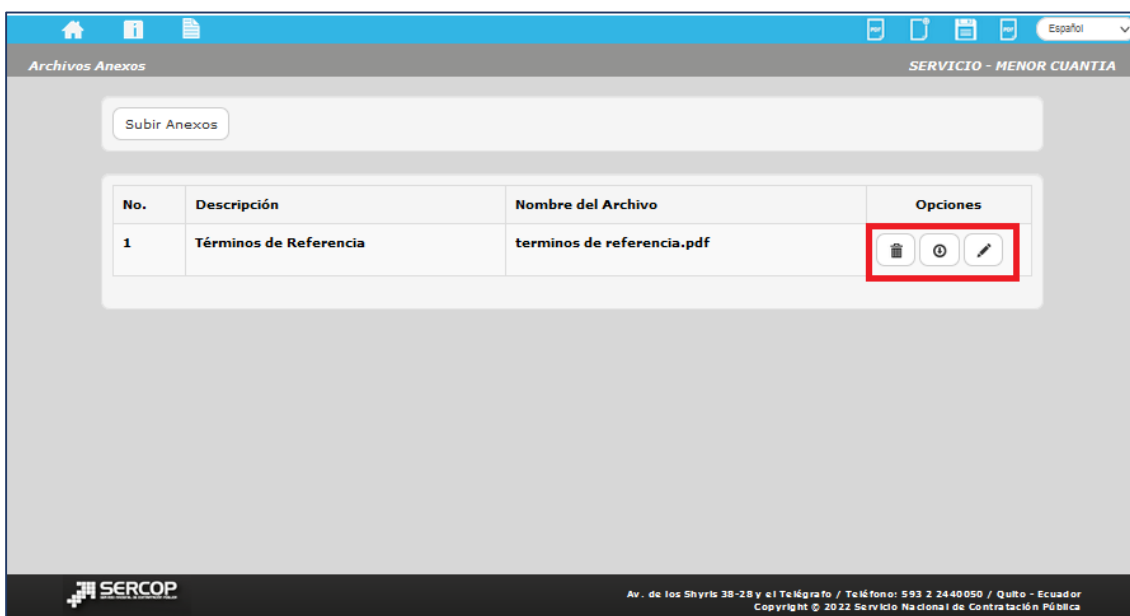 Español
Archivos Anexos
SERVICIO - MENOR CUANTIA
Subir Anexos
No. Descripción Nombre del Archivo Opciones
1 Términos de Referencia terminos de referencia.pdf
SERCOP
Av. de los Shyris 38-28 y el Telégrafo / Teléfono: 593 2 2440050 / Quito - Ecuador
Copyright © 2022 Servicio Nacional de Contratación Pública